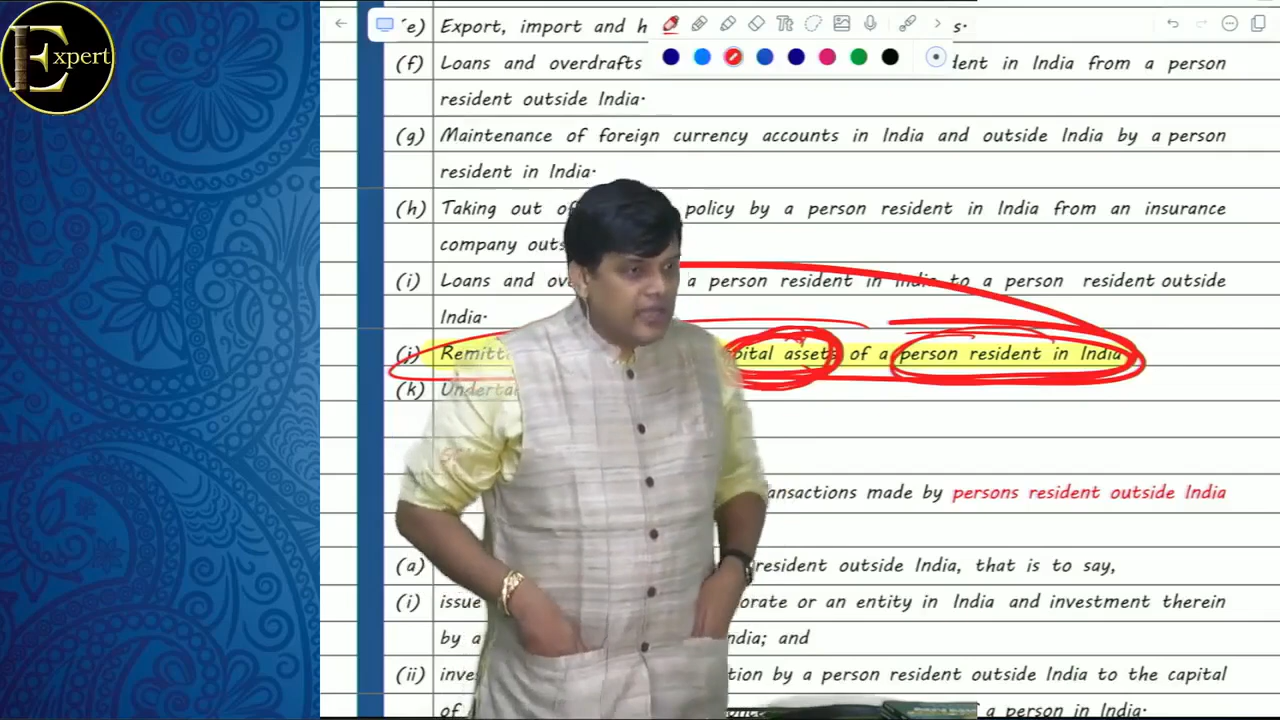 Expert
(e) Export, import and h s.
(f) Loans and overdrafts dent in India from a person
resident outside India.
(g) Maintenance of foreign currency accounts in India and outside India by a person
resident in India.
(h) Taking out of policy by a person resident in India from an insurance
company out
(i) Loans and ov a person resident in India to a person resident outside
India.
(j) Remitt pital assets of a person resident in India
(k) Undertak
ansactions made by persons resident outside India
(a) resident outside India, that is to say,
(i) issue orate or an entity in India and investment therein
by a ndia; and
(ii) inves tion by a person resident outside India to the capital
of a person in India.